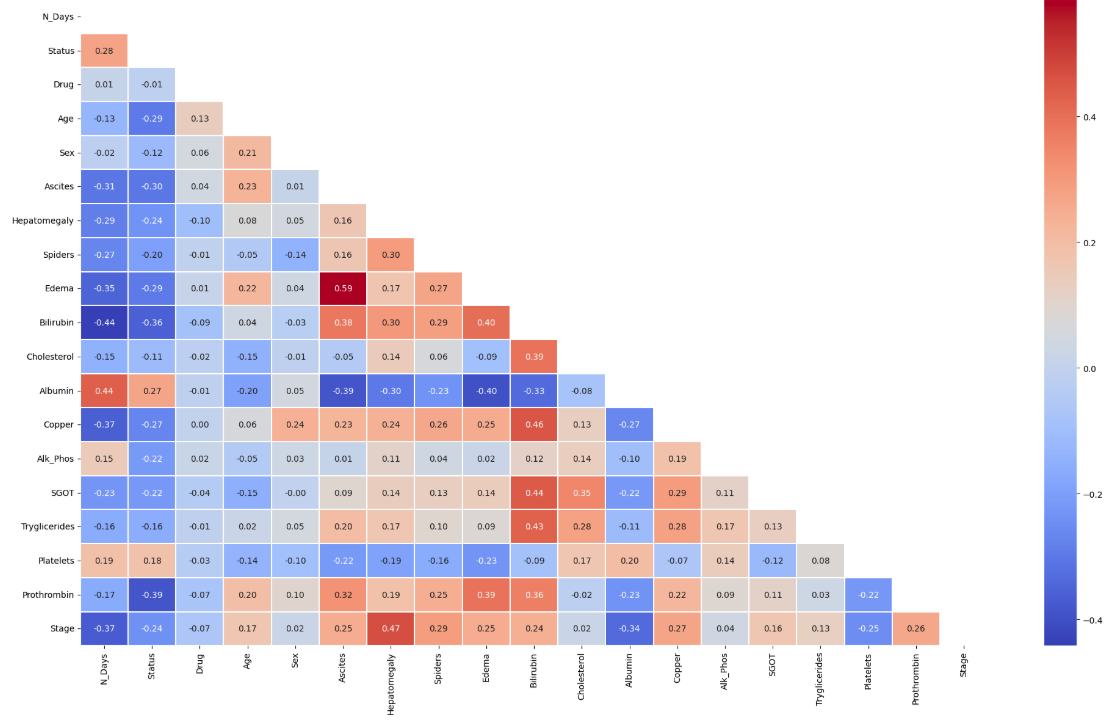 N_Days
Status 0.28
Drug 0.01 -0.01
Age -0.13 -0.29 0.13
Sex -0.02 -0.12 0.06 0.21
Ascites -0.31 -0.30 0.04 0.23 0.01
Hepatomegaly -0.29 -0.24 -0.10 0.08 0.05 0.16
Spiders -0.27 -0.20 -0.01 -0.05 -0.14 0.16 0.30
Edema -0.35 -0.29 0.01 0.22 0.04 0.59 0.17 0.27
Bilirubin -0.44 -0.36 -0.09 0.04 -0.03 0.38 0.30 0.29 0.40
Cholesterol -0.15 -0.11 -0.02 -0.15 -0.01 -0.05 0.14 0.06 -0.09 0.39
Albumin 0.44 0.27 -0.01 -0.20 0.05 -0.39 -0.30 -0.23 -0.40 -0.33 -0.08
Copper -0.37 -0.27 0.00 0.06 0.24 0.23 0.24 0.26 0.25 0.46 0.13 -0.27
Alk_Phos 0.15 -0.22 0.02 -0.05 0.03 0.01 0.11 0.04 0.02 0.12 0.14 -0.10 0.19
SGOT -0.23 -0.22 -0.04 -0.15 -0.00 0.09 0.14 0.13 0.14 0.44 0.35 -0.22 0.29 0.11
Tryglicerides -0.16 -0.16 -0.01 0.02 0.05 0.20 0.17 0.10 0.09 0.43 0.28 -0.11 0.28 0.17 0.13
Platelets 0.19 0.18 -0.03 -0.14 -0.10 -0.22 -0.19 -0.16 -0.23 -0.09 0.17 0.20 -0.07 0.14 -0.12 0.08
Prothrombin -0.17 -0.39 -0.07 0.20 0.10 0.32 0.19 0.25 0.39 0.36 -0.02 -0.23 0.22 0.09 0.11 0.03 -0.22
Stage -0.37 -0.24 -0.07 0.17 0.02 0.25 0.47 0.29 0.25 0.24 0.02 -0.34 0.27 0.04 0.16 0.13 -0.25 0.26
N_Days Status Drug Age Sex Ascites Hepatomegaly Spiders Edema Bilirubin Cholesterol Albumin Copper Alk_Phos SGOT Tryglicerides Platelets Prothrombin Stage
0.4
0.2
0.0
−0.2
−0.4